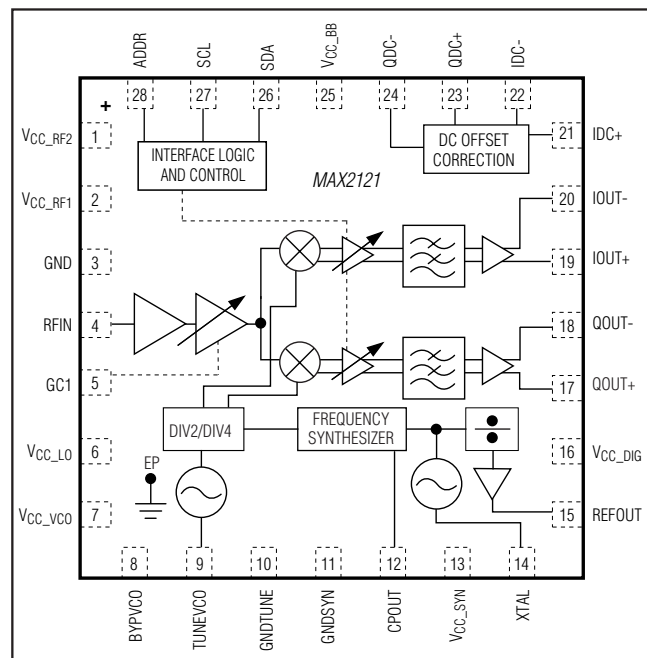 ADDR
SCL
SDA
VCC_BB
QDC-
QDC+
IDC-
28
27
26
25
24
23
22
+
VCC_RF2
1
INTERFACE LOGIC
AND CONTROL
MAX2121
DC OFFSET
CORRECTION
21
IDC+
VCC_RF1
2
20
IOUT-
GND
3
19
IOUT+
RFIN
4
18
QOUT-
GC1
5
17
QOUT+
DIV2/DIV4
FREQUENCY
SYNTHESIZER
VCC_LO
6
16
VCC_DIG
EP
VCC_VCO
7
15
REFOUT
8
9
10
11
12
13
14
BYPVCO
TUNEVCO
GNDTUNE
GNDSYN
CPOUT
VCC_SYN
XTAL